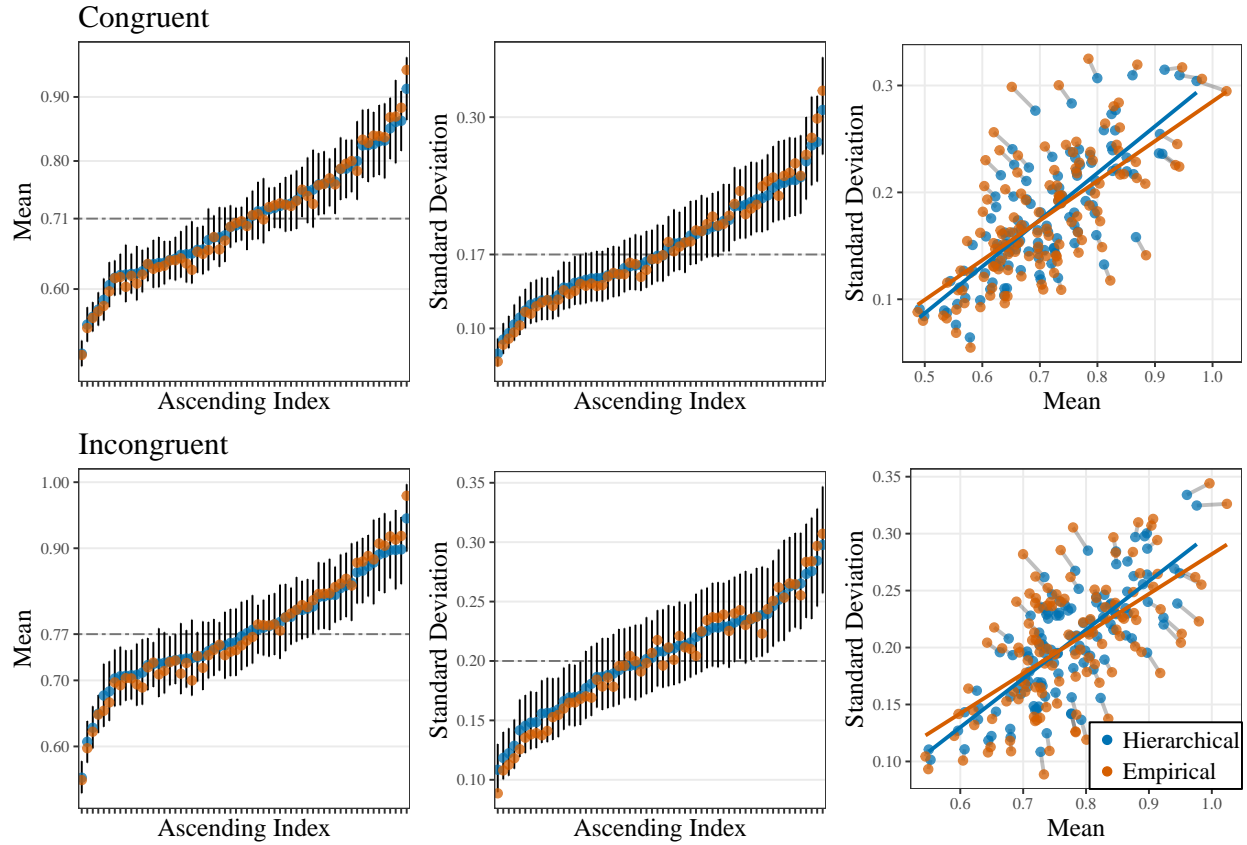 Congruent
Mean
0.90
0.80
0.71
0.60
Ascending Index
Standard Deviation
0.30
0.17
0.10
Ascending Index
Standard Deviation
0.3
0.2
0.1
0.5 0.6 0.7 0.8 0.9 1.0
Mean
Incongruent
Mean
1.00
0.90
0.77
0.70
0.60
Ascending Index
Standard Deviation
0.35
0.30
0.25
0.20
0.15
0.10
Ascending Index
Standard Deviation
0.35
0.30
0.25
0.20
0.15
0.10
0.6 0.7 0.8 0.9 1.0
Mean
Hierarchical
Empirical